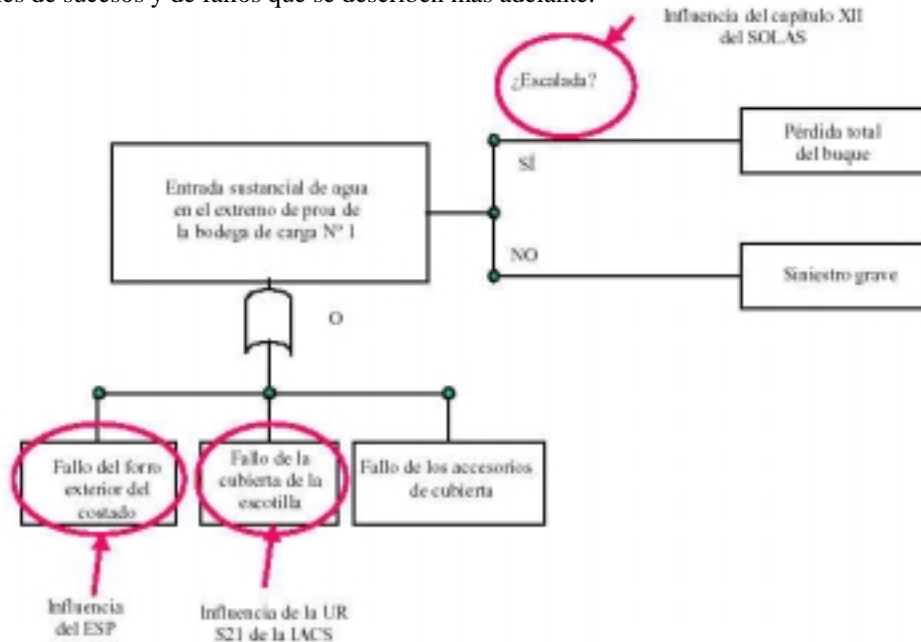 es de sucesos y de fallos que se describen más adelante.
Influencia del capítulo XII
del SOLAS
¿Escalada?
Pérdida total
del buque
SÍ
Entrada sustancial de agua
en el extremo de proa de
la bodega de carga Nº 1
NO
Siniestro grave
O
Fallo del forro
exterior del
costado
Fallo de la
cubierta de la
escotilla
Fallo de los accesorios
de cubierta
Influencia
del ESP
Influencia de la UR
S21 de la IACS